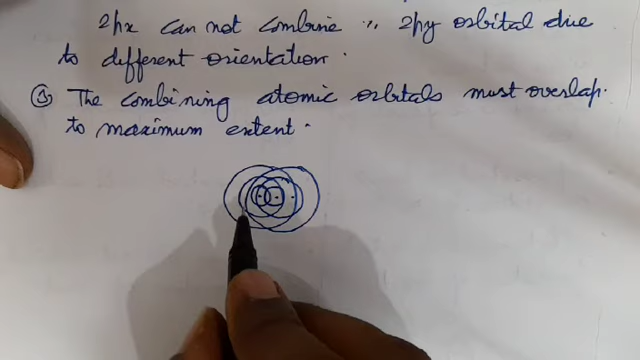 2px can not combine ,, 2py orbital due
to different orientation.
③ The combining atomic orbitals must overlap.
to maximum extent.